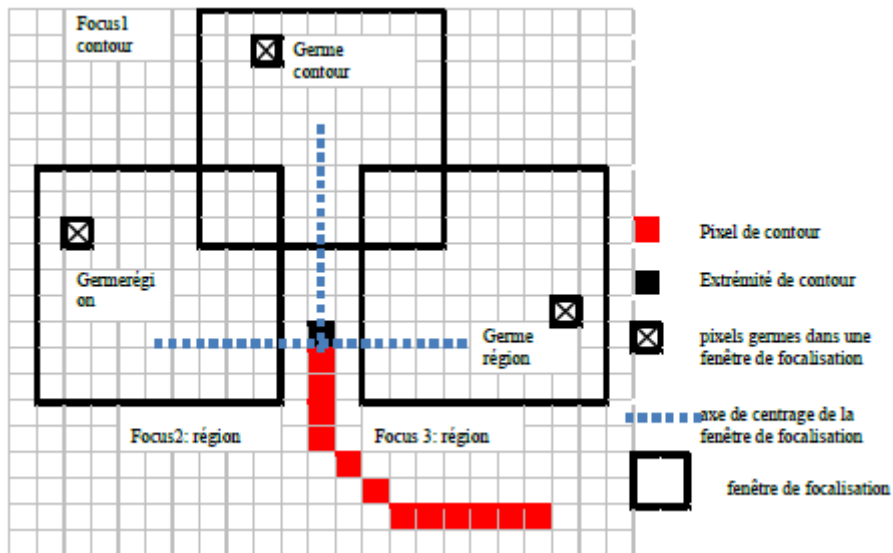 Focus1
contour
Germe
contour
Germerégi
on
Germe
région
Focus2: région
Focus 3: région
Pixel de contour
Extrémité de contour
pixels germes dans une
fenêtre de focalisation
axe de centrage de la
fenêtre de focalisation
fenêtre de focalisation